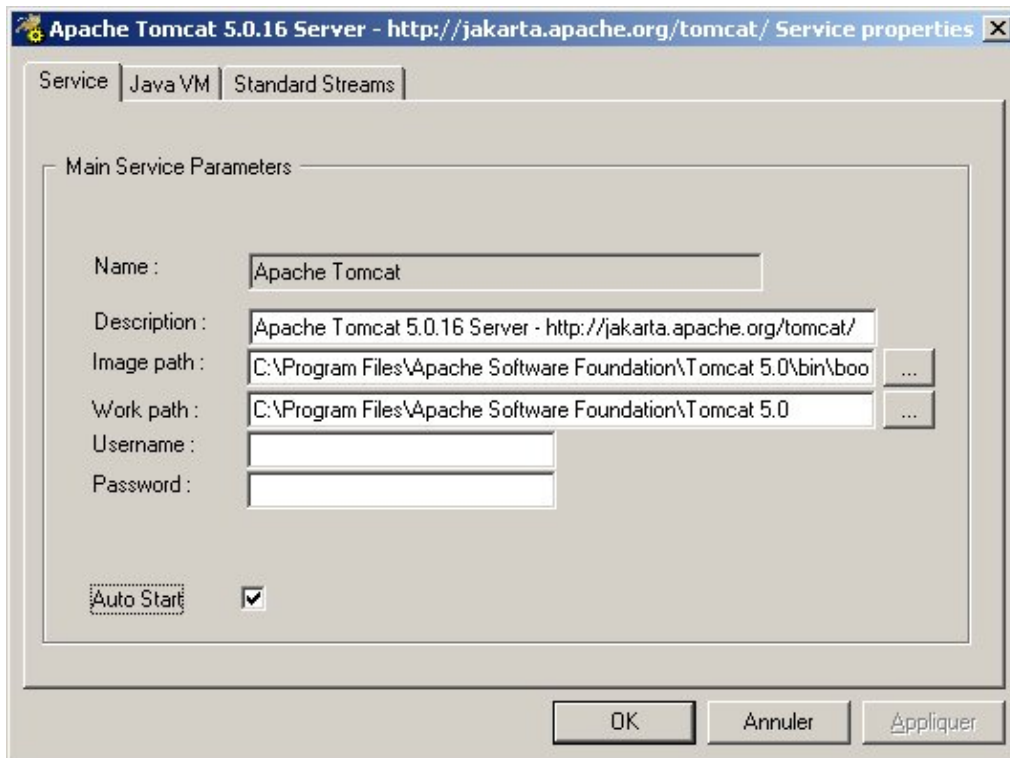 Apache Tomcat 5.0.16 Server - http://jakarta.apache.org/tomcat/ Service properties
Service Java VM Standard Streams
Main Service Parameters
Name : Apache Tomcat
Description : Apache Tomcat 5.0.16 Server - http://jakarta.apache.org/tomcat/
Image path : C:\Program Files\Apache Software Foundation\Tomcat 5.0\bin\boo ...
Work path : C:\Program Files\Apache Software Foundation\Tomcat 5.0 ...
Username :
Password :
Auto Start
OK Annuler Appliquer